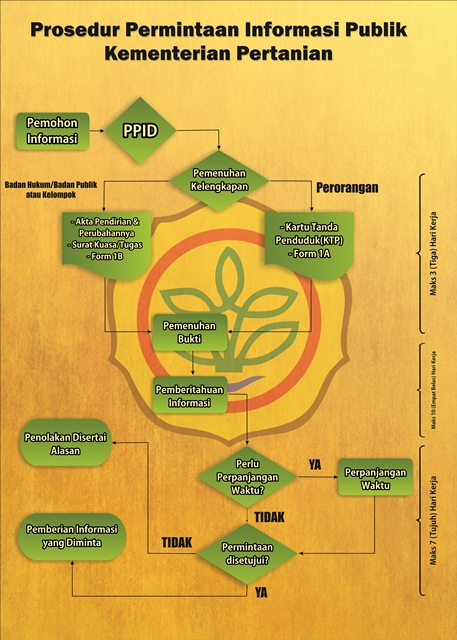 Prosedur Permintaan Informasi Publik
Kementerian Pertanian
Pemohon
Informasi
PPID
Pemenuhan
Kelengkapan
Badan Hukum/Badan Publik
atau Kelompok
Perorangan
- Akta Pendirian &
Perubahannya
- Surat Kuasa/Tugas
- Form 1B
- Kartu Tanda
Penduduk(KTP)
- Form 1A
Maks 3 (Tiga) Hari Kerja
Pemenuhan
Bukti
Pemberitahuan
Informasi
Maks 10 (Empat Belas) Hari Kerja
Penolakan Disertai
Alasan
Perlu
Perpanjangan
Waktu?
YA
Perpanjangan
Waktu
TIDAK
Maks 7 (Tujuh) Hari Kerja
Pemberian Informasi
yang Diminta
TIDAK
Permintaan
disetujui?
YA